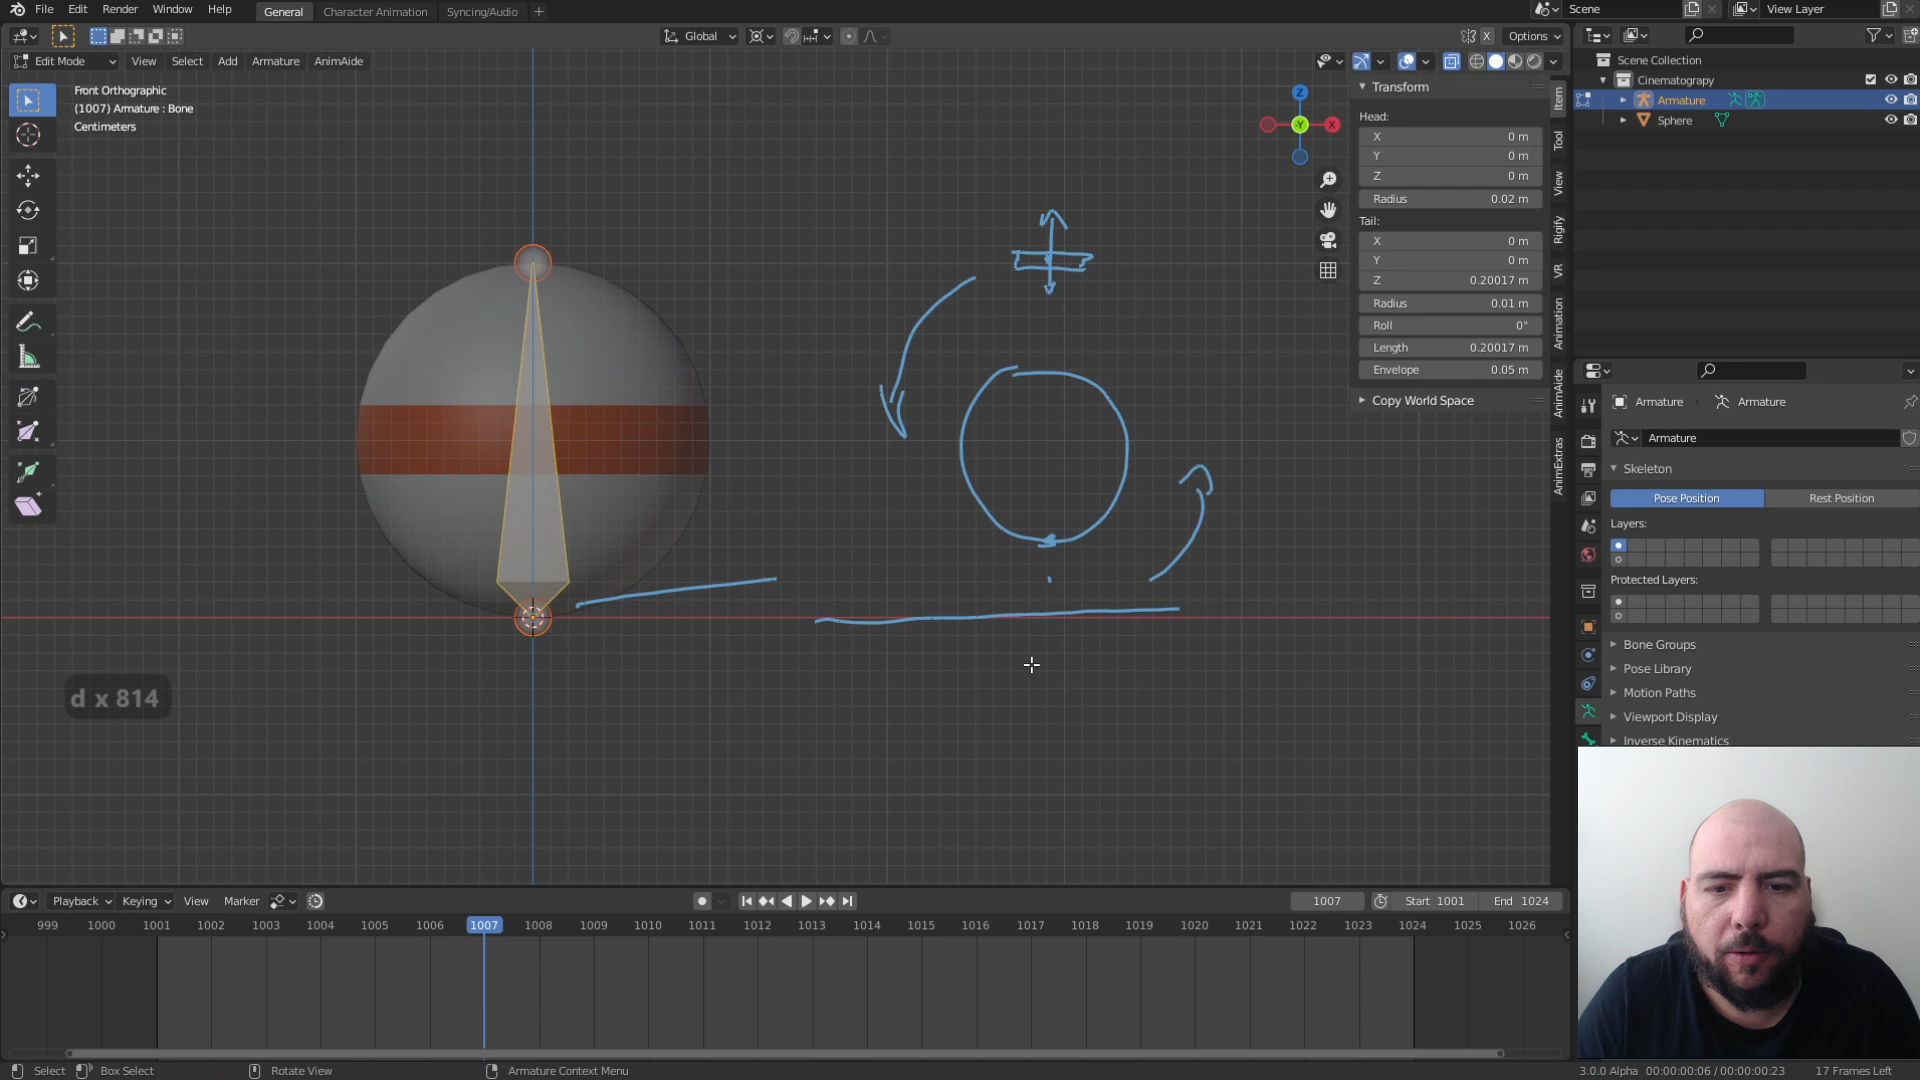 File Edit Render Window Help General Character Animation Syncing/Audio + Scene View Layer
Global Options
Edit Mode View Select Add Armature AnimAide
Front Orthographic
(1007) Armature : Bone
Centimeters
Z
Y
X
Transform
Head:
X 0 m
Y 0 m
Z 0 m
Radius 0.02 m
Tail:
X 0 m
Y 0 m
Z 0.20017 m
Radius 0.01 m
Roll 0°
Length 0.20017 m
Envelope 0.05 m
Copy World Space
Item
Tool
View
Rigify
VR
Animation
AnimAide
AnimExtras
Scene Collection
Cinematograpy
Armature
Sphere
Armature Armature
Armature
Skeleton
Pose Position Rest Position
Layers:
Protected Layers:
Bone Groups
Pose Library
Motion Paths
Viewport Display
Inverse Kinematics
d x 814
Playback Keying View Marker 1007 Start 1001 End 1024
999 1000 1001 1002 1003 1004 1005 1006 1007 1008 1009 1010 1011 1012 1013 1014 1015 1016 1017 1018 1019 1020 1021 1022 1023 1024 1025 1026
Select Box Select Rotate View Armature Context Menu 3.0.0 Alpha 00:00:00:06 / 00:00:00:23 17 Frames Left